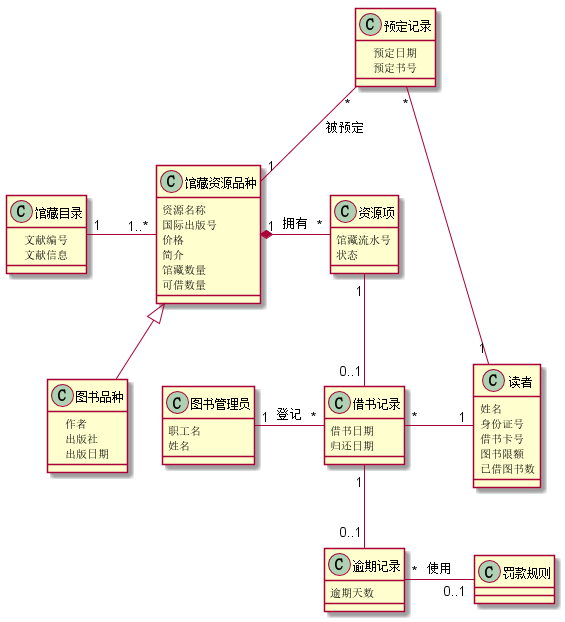 C 预定记录
预定日期
预定书号
*
*
被预定
1
C 馆藏资源品种
资源名称
国际出版号
价格
简介
馆藏数量
可借数量
C 馆藏目录
文献编号
文献信息
1
1..*
1 拥有 *
C 资源项
馆藏流水号
状态
1
0..1
1
C 图书品种
作者
出版社
出版日期
C 图书管理员
职工名
姓名
1 登记 *
C 借书记录
借书日期
归还日期
* 1
C 读者
姓名
身份证号
借书卡号
图书限额
已借图书数
1
0..1
C 逾期记录
逾期天数
* 使用
0..1
C 罚款规则